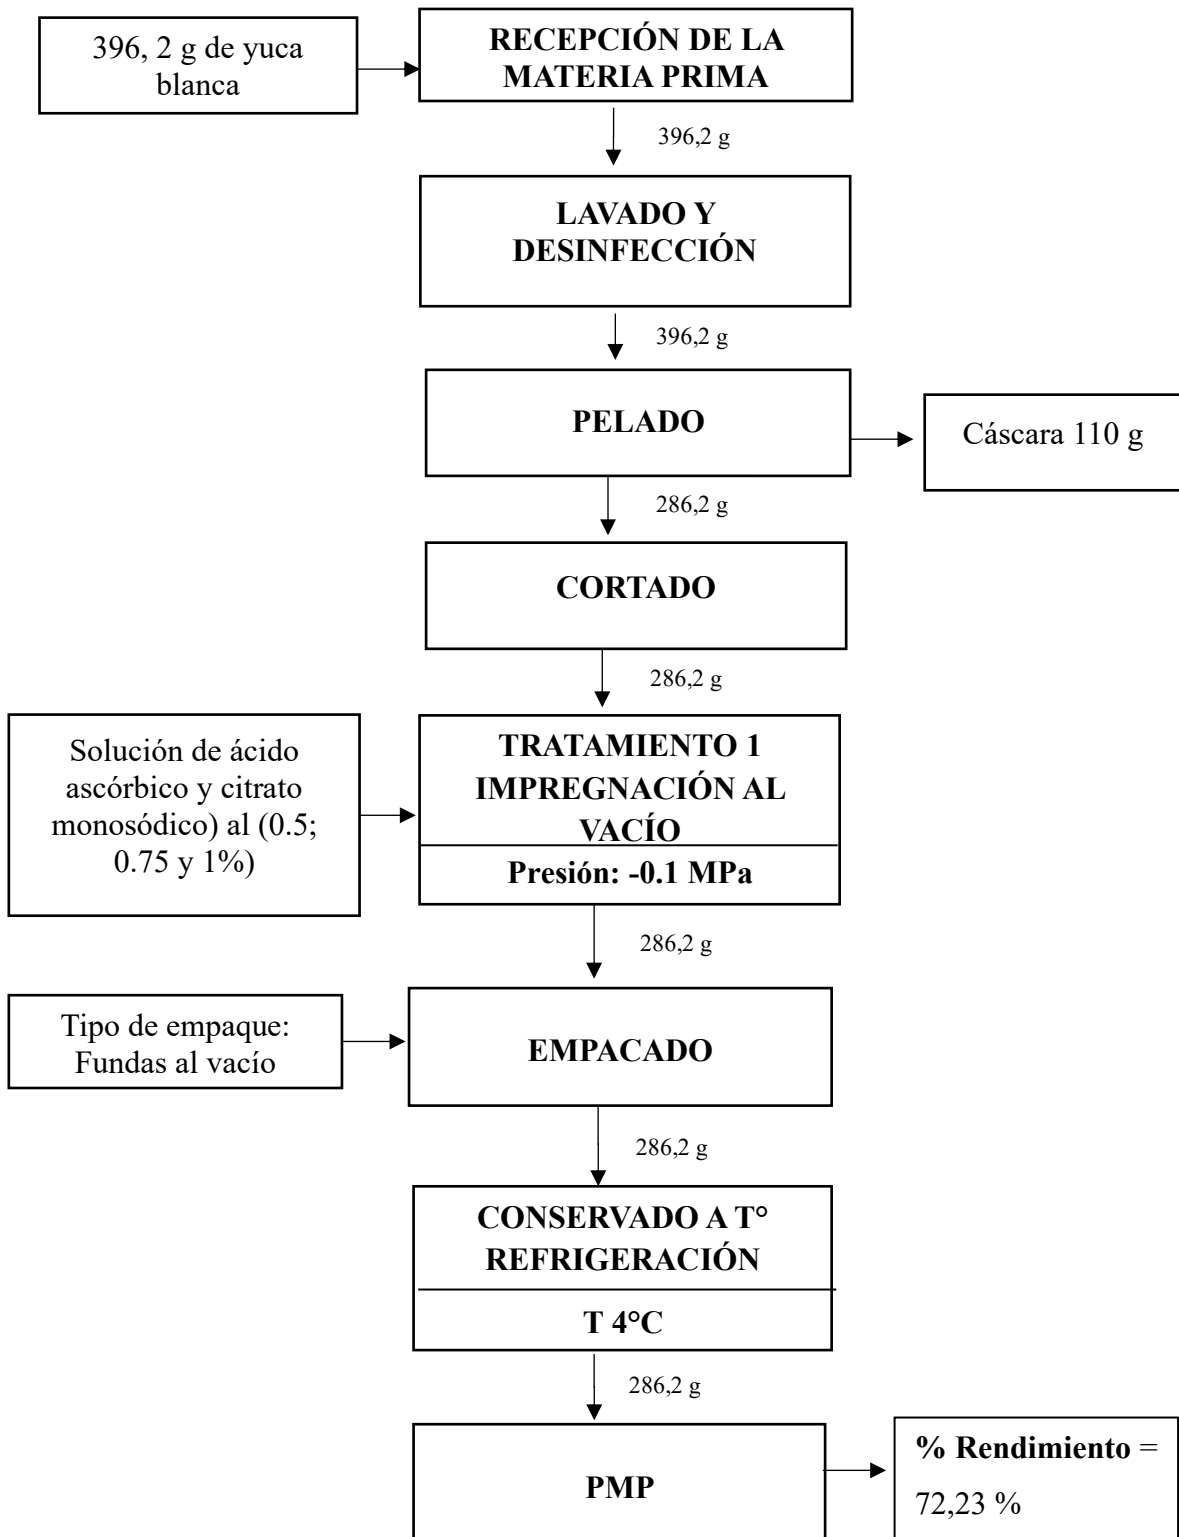 396, 2 g de yuca
blanca
RECEPCIÓN DE LA
MATERIA PRIMA
396,2 g
LAVADO Y
DESINFECCIÓN
396,2 g
PELADO
Cáscara 110 g
286,2 g
CORTADO
286,2 g
Solución de ácido
ascórbico y citrato
monosódico) al (0.5;
0.75 y 1%)
TRATAMIENTO 1
IMPREGNACIÓN AL
VACÍO
Presión: -0.1 MPa
286,2 g
Tipo de empaque:
Fundas al vacío
EMPACADO
286,2 g
CONSERVADO A T°
REFRIGERACIÓN
T 4°C
286,2 g
PMP
% Rendimiento =
72,23 %